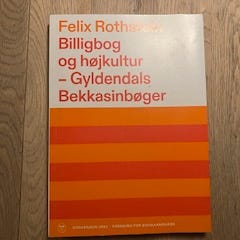 Felix
Billigbog
og højkultur
– Gyldendals
Bekkasinbøger